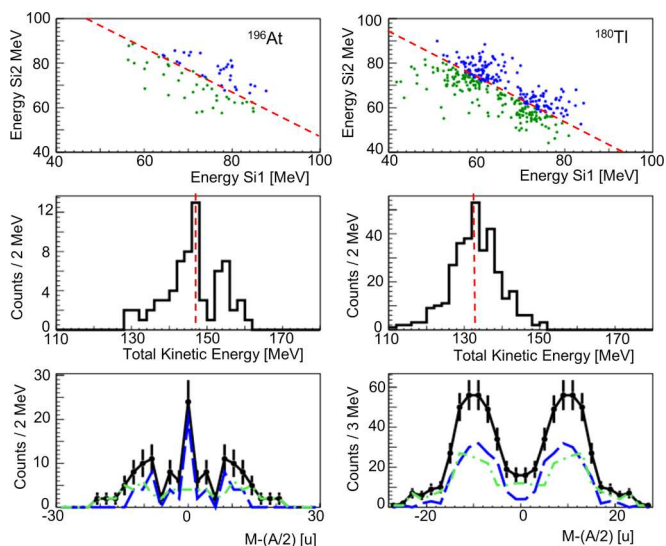 ¹⁹⁶At
Energy Si2 MeV
100
80
60
40
40 60 80 100
Energy Si1 [MeV]
¹⁸⁰Tl
Energy Si2 MeV
100
80
60
40
40 60 80 100
Energy Si1 [MeV]
Counts / 2 MeV
12
8
4
0
110 130 150 170
Total Kinetic Energy [MeV]
Counts / 2 MeV
40
20
0
110 130 150 170
Total Kinetic Energy [MeV]
Counts / 2 MeV
30
20
10
0
-30 0 30
M-(A/2) [u]
Counts / 3 MeV
60
40
20
0
-20 0 20
M-(A/2) [u]